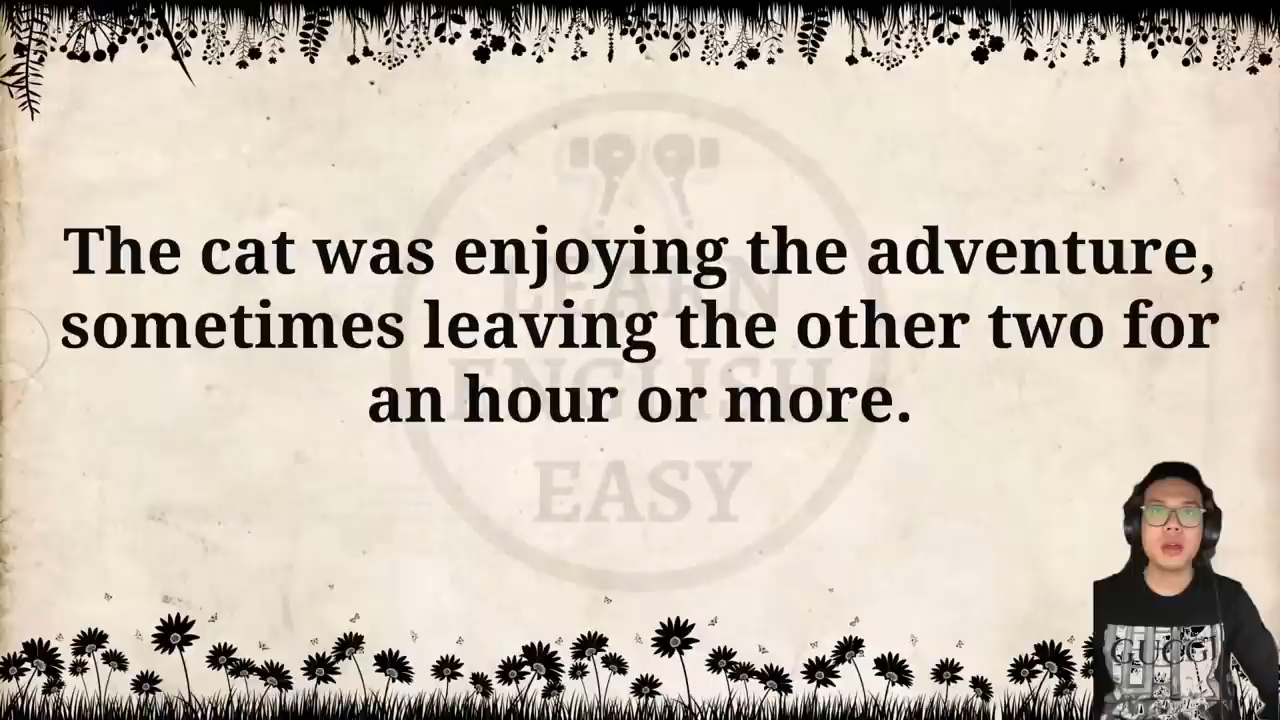 The cat was enjoying the adventure,
sometimes leaving the other two for
an hour or more.
LEARN
ENGLISH
EASY
GUCCI